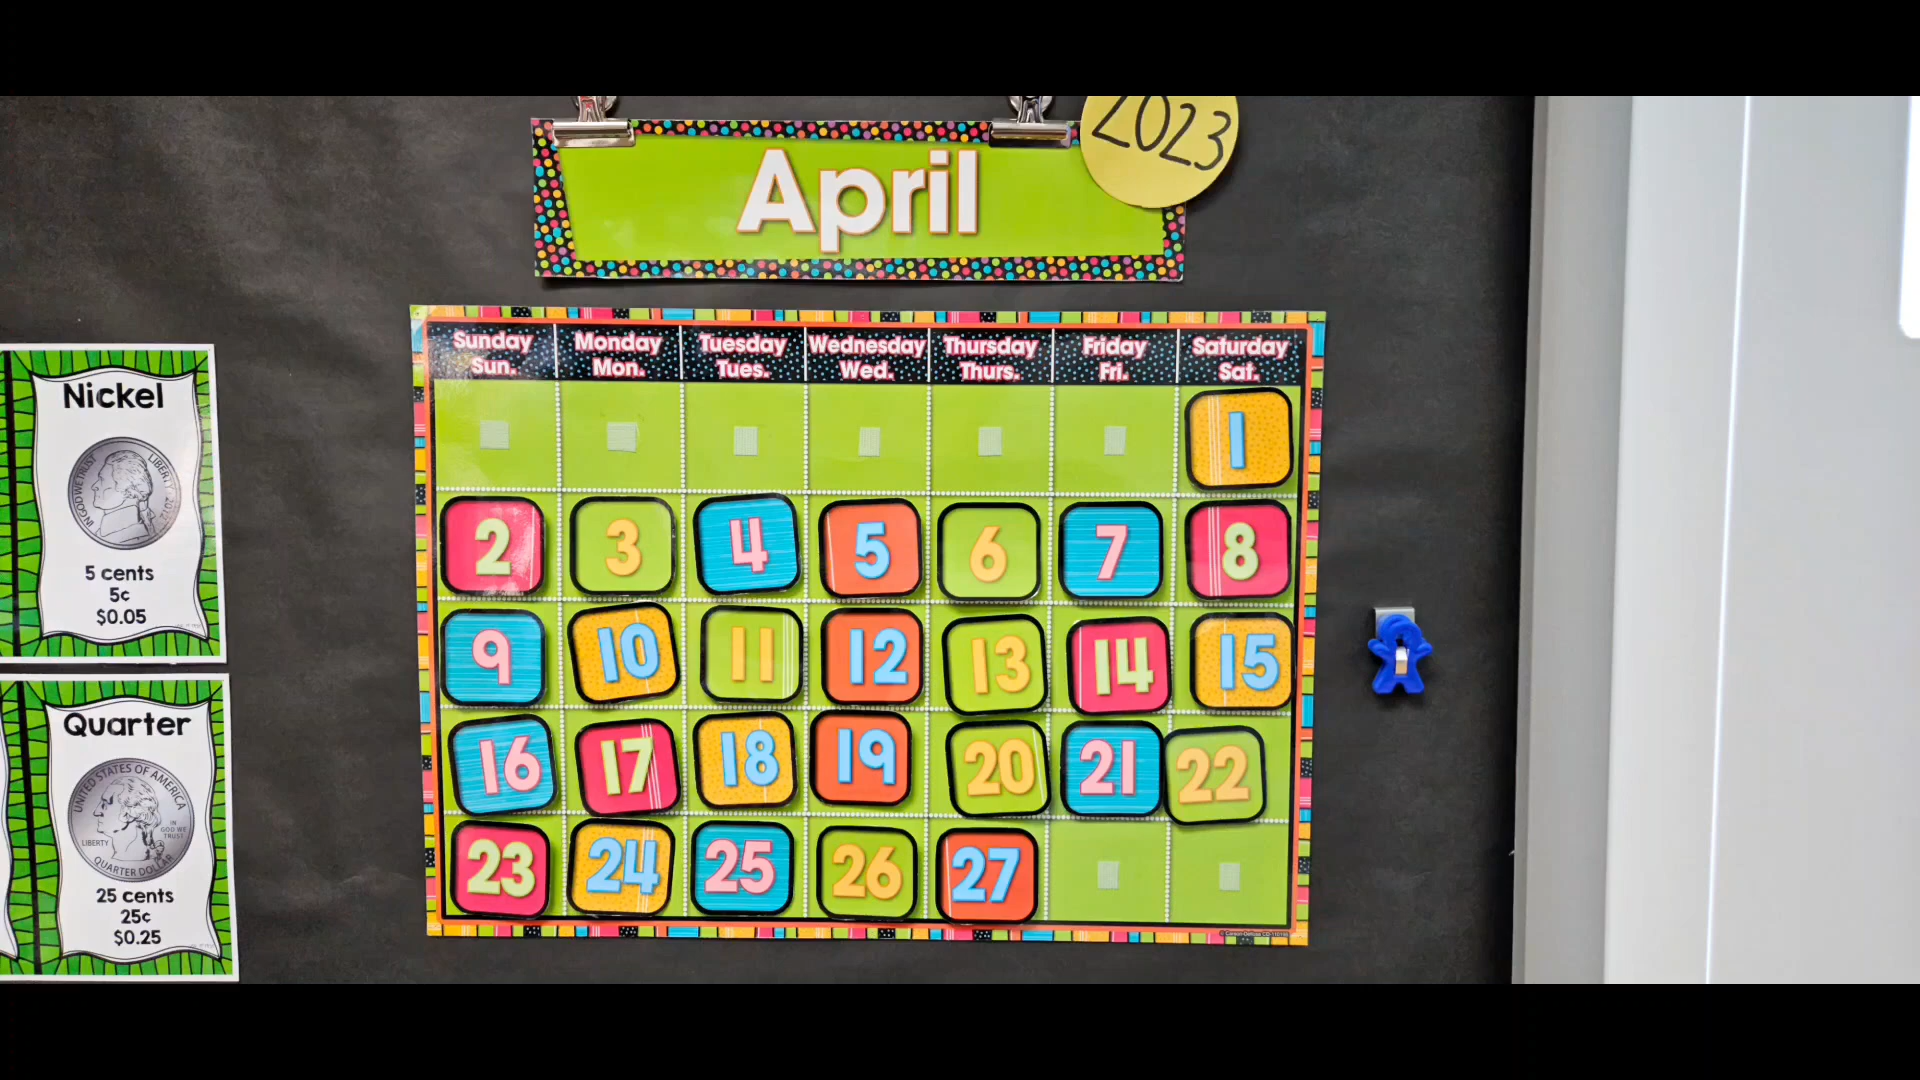 2023
April
Sunday Monday Tuesday Wednesday Thursday Friday Saturday
Sun. Mon. Tues. Wed. Thurs. Fri. Sat.
1
2 3 4 5 6 7 8
9 10 11 12 13 14 15
16 17 18 19 20 21 22
23 24 25 26 27
Nickel
IN GOD WE TRUST
LIBERTY 2012
5 cents
5¢
$0.05
Quarter
UNITED STATES OF AMERICA
IN
GOD WE
TRUST
LIBERTY
QUARTER DOLLAR
25 cents
25¢
$0.25